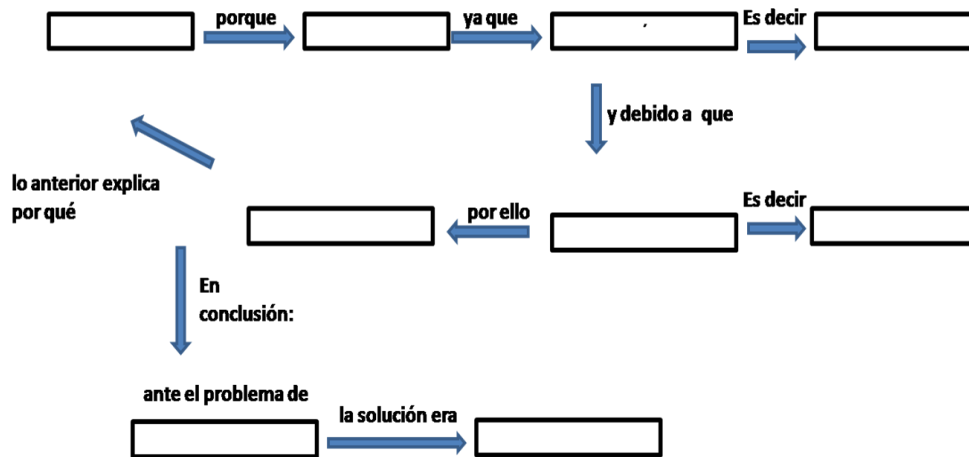 porque
ya que
Es decir
y debido a que
lo anterior explica
por qué
por ello
Es decir
En
conclusión:
ante el problema de
la solución era